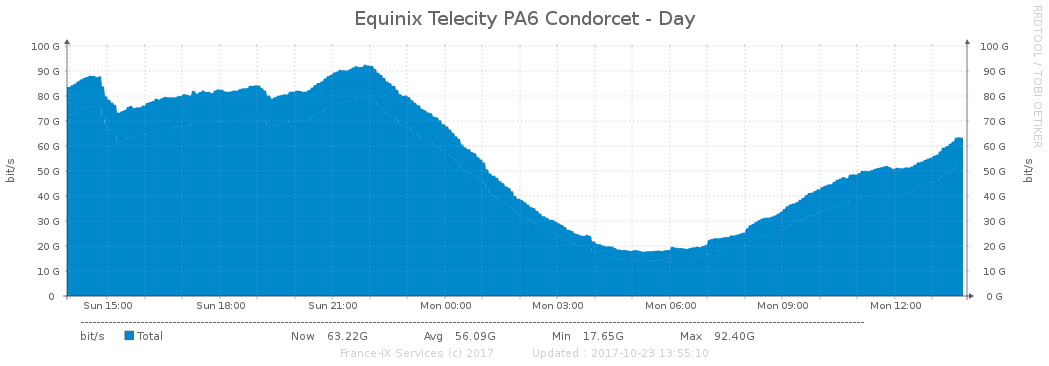 Equinix Telecity PA6 Condorcet - Day
RRDTOOL / TOBI OETIKER
100 G 100 G
90 G 90 G
80 G 80 G
70 G 70 G
60 G 60 G
50 G 50 G
40 G 40 G
30 G 30 G
20 G 20 G
10 G 10 G
0 0 G
bit/s bit/s
Sun 15:00 Sun 18:00 Sun 21:00 Mon 00:00 Mon 03:00 Mon 06:00 Mon 09:00 Mon 12:00
bit/s Total Now 63.22G Avg 56.09G Min 17.65G Max 92.40G
France-IX Services (c) 2017 Updated : 2017-10-23 13:55:10